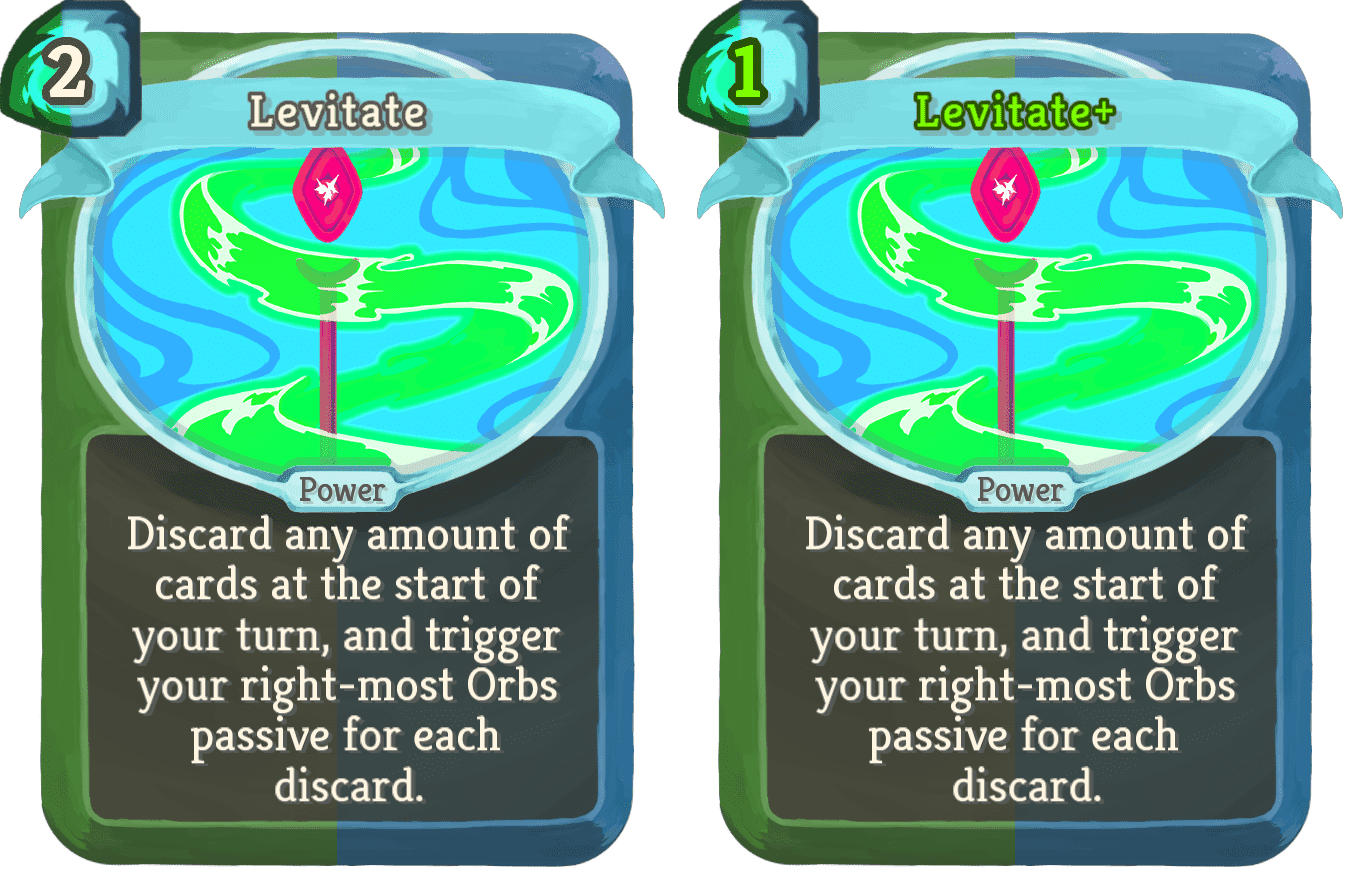 2
Levitate
Power
Discard any amount of
cards at the start of
your turn, and trigger
your right-most Orbs
passive for each
discard.
1
Levitate+
Power
Discard any amount of
cards at the start of
your turn, and trigger
your right-most Orbs
passive for each
discard.